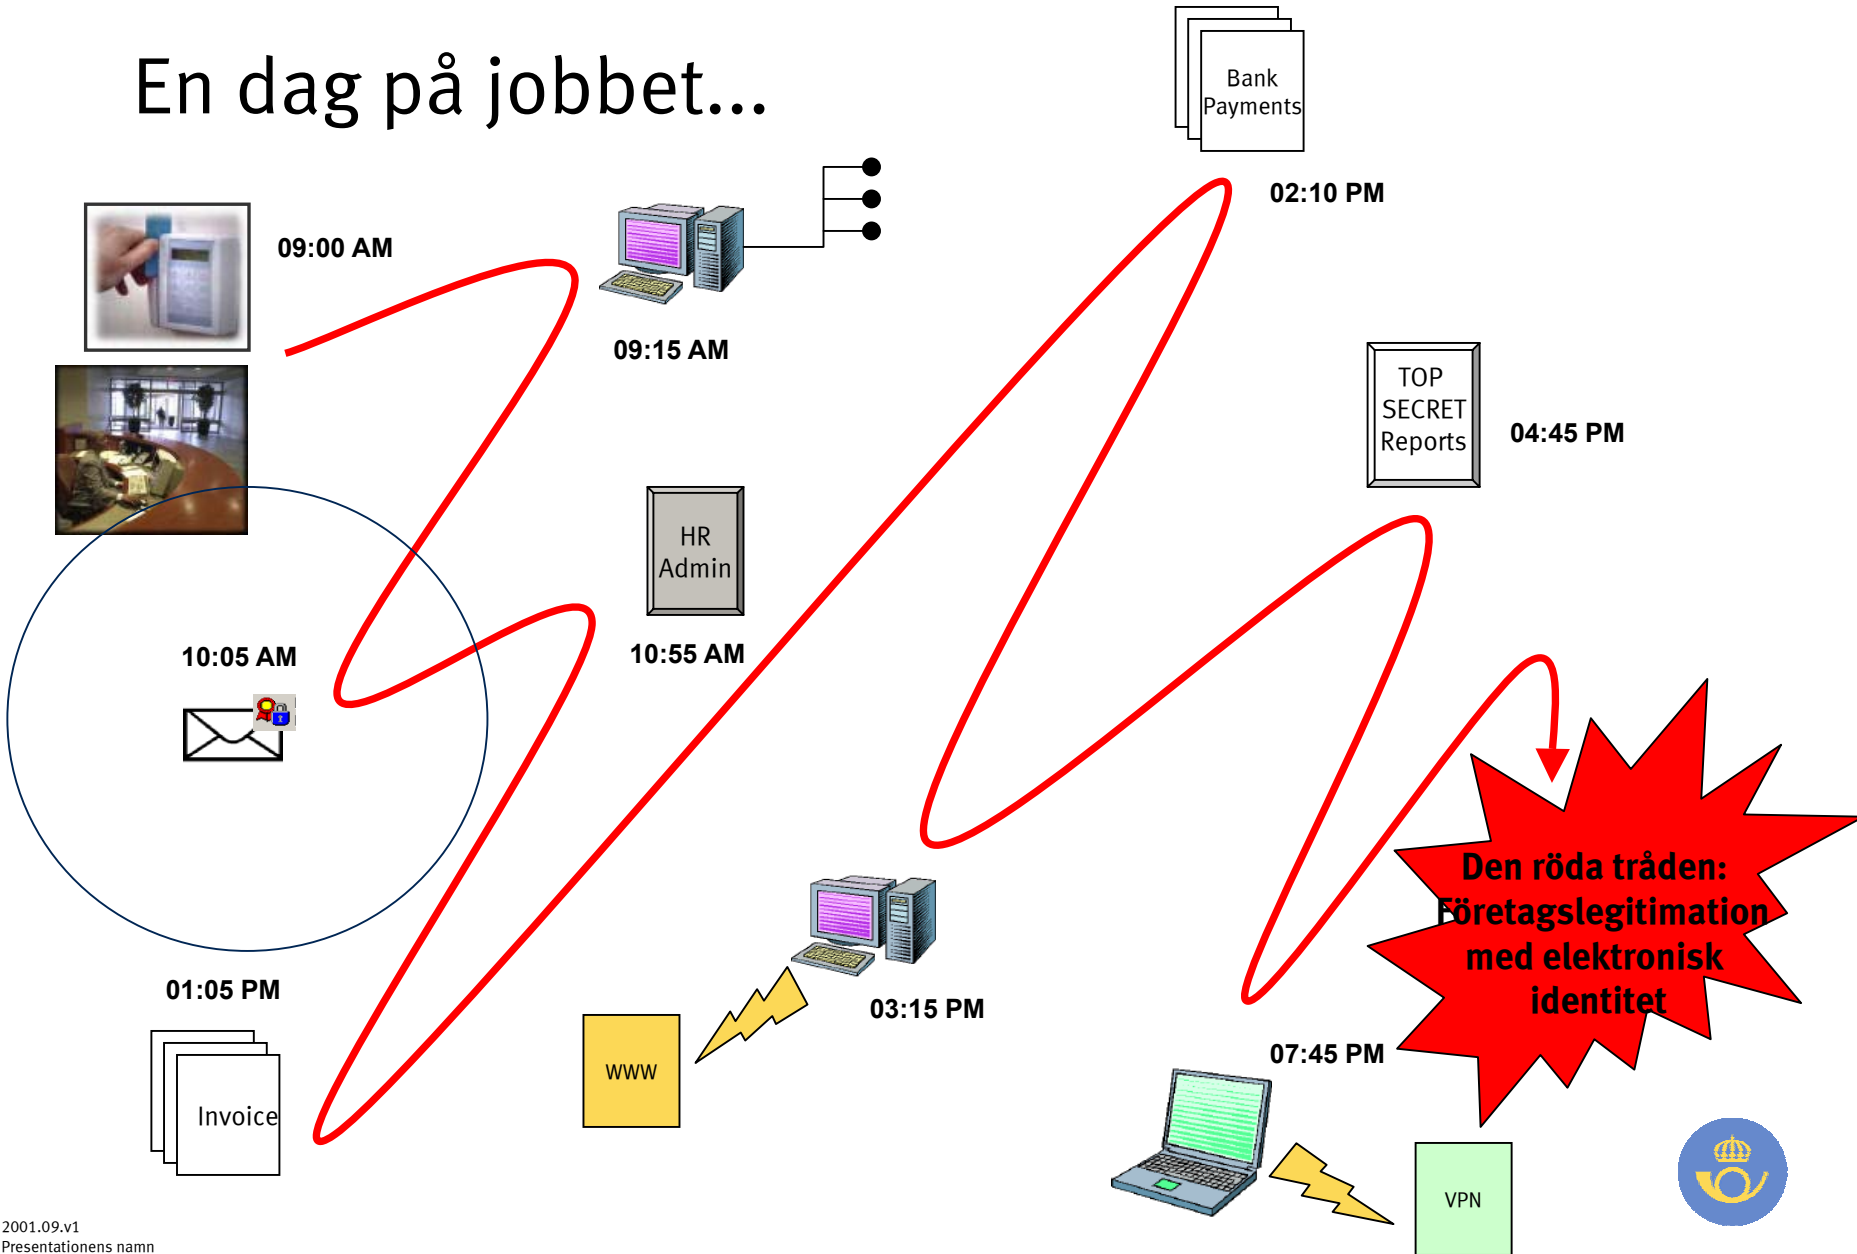 En dag på jobbet...
Bank
Payments
02:10 PM
09:00 AM
09:15 AM
TOP
SECRET
Reports
04:45 PM
HR
Admin
10:55 AM
10:05 AM
01:05 PM
Invoice
WWW
03:15 PM
07:45 PM
VPN
Den röda tråden:
Företagslegitimation
med elektronisk
identitet
2001.09.v1
Presentationens namn